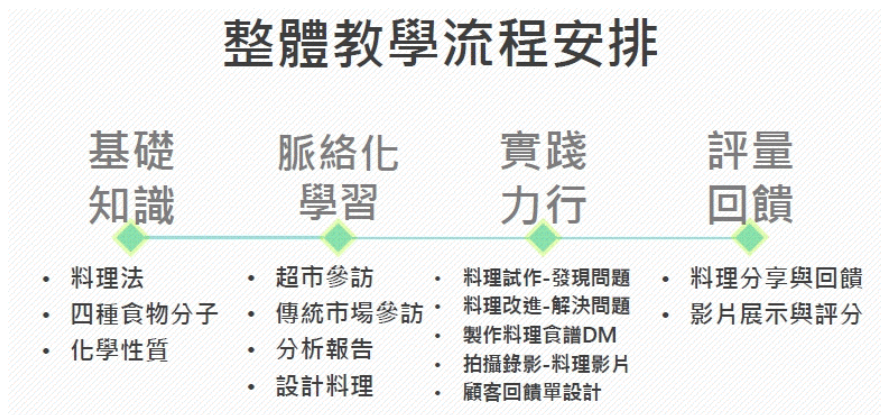 整體教學流程安排
基礎
知識
脈絡化
學習
實踐
力行
評量
回饋
• 料理法
• 四種食物分子
• 化學性質
• 超市參訪
• 傳統市場參訪
• 分析報告
• 設計料理
• 料理試作-發現問題
• 料理改進-解決問題
• 製作料理食譜DM
• 拍攝錄影-料理影片
• 顧客回饋單設計
• 料理分享與回饋
• 影片展示與評分